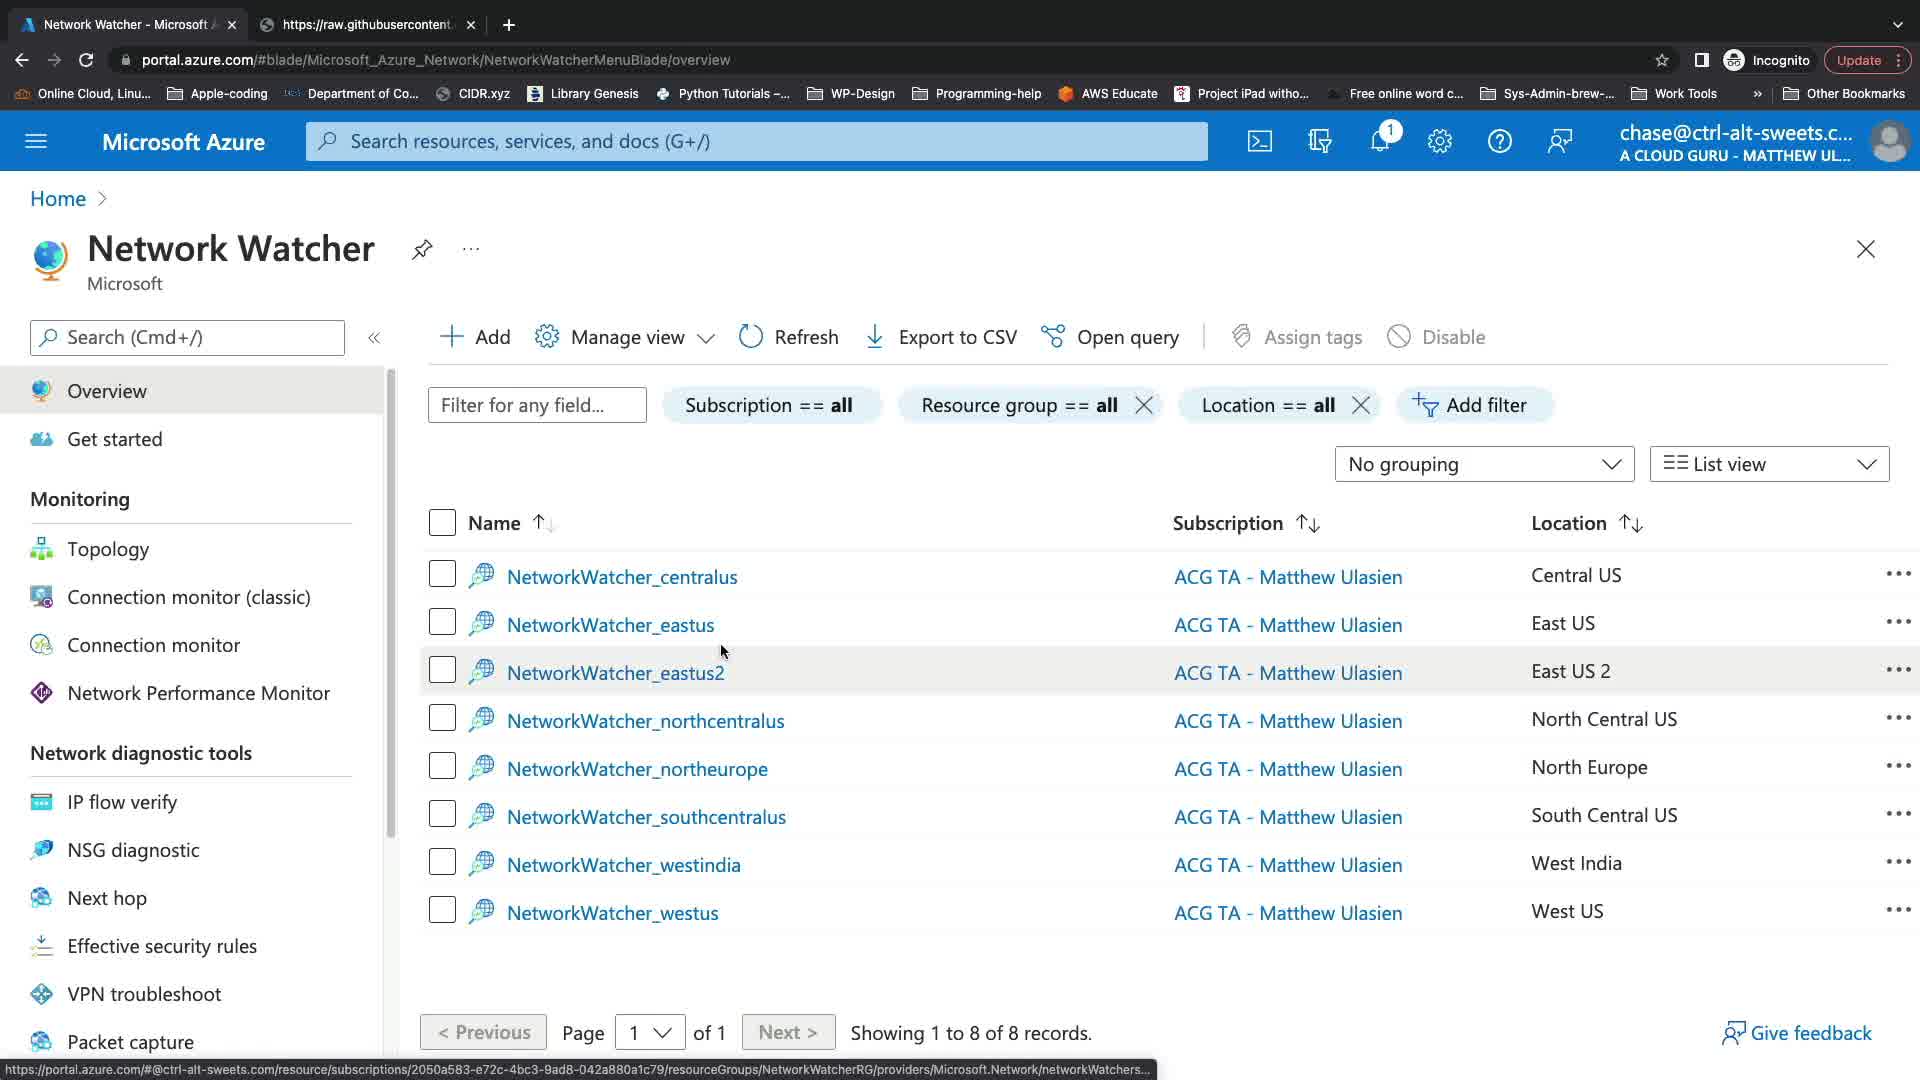 Network Watcher - Microsoft A
https://raw.githubusercontent.
portal.azure.com/#blade/Microsoft_Azure_Network/NetworkWatcherMenuBlade/overview
Incognito
Update
Online Cloud, Linu...
Apple-coding
Department of Co...
CIDR.xyz
Library Genesis
Python Tutorials –...
WP-Design
Programming-help
AWS Educate
Project iPad witho...
Free online word c...
Sys-Admin-brew-...
Work Tools
»
Other Bookmarks
Microsoft Azure
Search resources, services, and docs (G+/)
1
chase@ctrl-alt-sweets.c...
A CLOUD GURU - MATTHEW UL...
Home >
Network Watcher
...
Microsoft
Search (Cmd+/)
«
Overview
Get started
Monitoring
Topology
Connection monitor (classic)
Connection monitor
Network Performance Monitor
Network diagnostic tools
IP flow verify
NSG diagnostic
Next hop
Effective security rules
VPN troubleshoot
Packet capture
Add
Manage view
Refresh
Export to CSV
Open query
Assign tags
Disable
Filter for any field...
Subscription == all
Resource group == all
Location == all
Add filter
No grouping
List view
Name Subscription Location
NetworkWatcher_centralus ACG TA - Matthew Ulasien Central US
NetworkWatcher_eastus ACG TA - Matthew Ulasien East US
NetworkWatcher_eastus2 ACG TA - Matthew Ulasien East US 2
NetworkWatcher_northcentralus ACG TA - Matthew Ulasien North Central US
NetworkWatcher_northeurope ACG TA - Matthew Ulasien North Europe
NetworkWatcher_southcentralus ACG TA - Matthew Ulasien South Central US
NetworkWatcher_westindia ACG TA - Matthew Ulasien West India
NetworkWatcher_westus ACG TA - Matthew Ulasien West US
< Previous Page 1 of 1 Next > Showing 1 to 8 of 8 records.
Give feedback
https://portal.azure.com/#@ctrl-alt-sweets.com/resource/subscriptions/2050a583-e72c-4bc3-9ad8-042a880a1c79/resourceGroups/NetworkWatcherRG/providers/Microsoft.Network/networkWatchers...